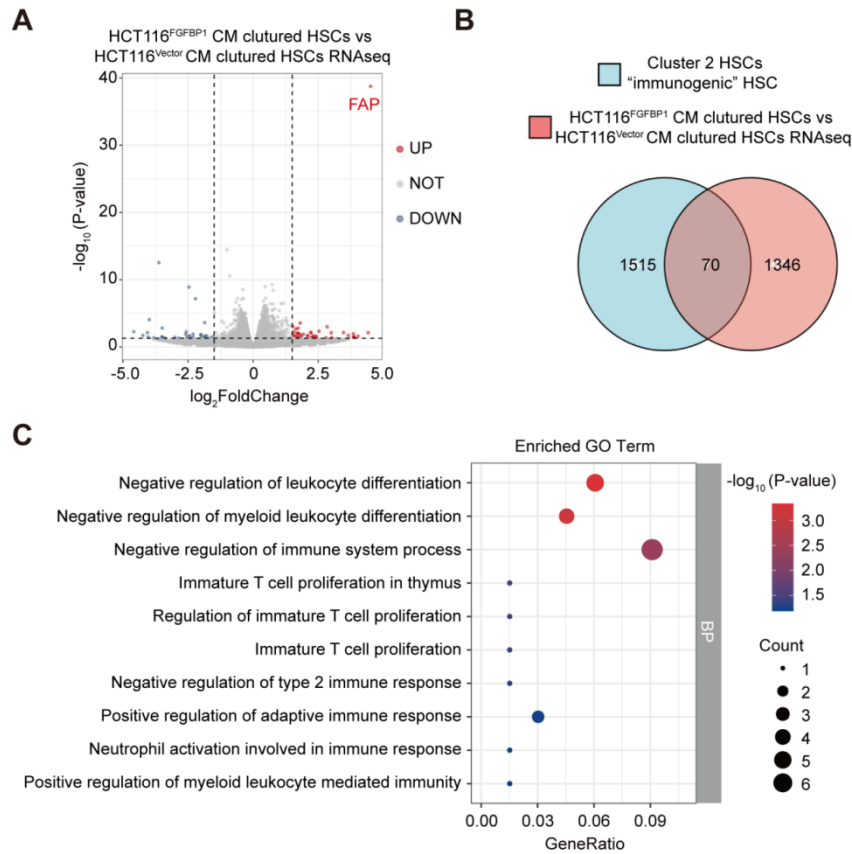 A
HCT116FGFBP1 CM clutured HSCs vs
HCT116Vector CM clutured HSCs RNAseq
40
30
20
10
0
-log10 (P-value)
FAP
UP
NOT
DOWN
-5.0
-2.5
0
2.5
5.0
log2FoldChange
B
Cluster 2 HSCs
“immunogenic” HSC
HCT116FGFBP1 CM clutured HSCs vs
HCT116Vector CM clutured HSCs RNAseq
1515
70
1346
C
Enriched GO Term
Negative regulation of leukocyte differentiation
Negative regulation of myeloid leukocyte differentiation
Negative regulation of immune system process
Immature T cell proliferation in thymus
Regulation of immature T cell proliferation
Immature T cell proliferation
Negative regulation of type 2 immune response
Positive regulation of adaptive immune response
Neutrophil activation involved in immune response
Positive regulation of myeloid leukocyte mediated immunity
0.00
0.03
0.06
0.09
GeneRatio
BP
-log10 (P-value)
3.0
2.5
2.0
1.5
Count
1
2
3
4
5
6